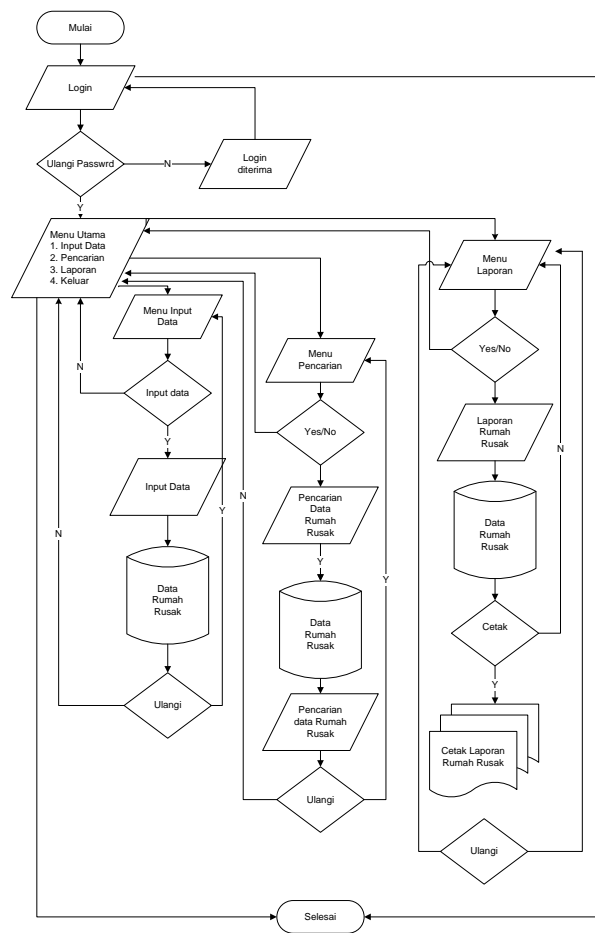 Mulai
Login
Ulangi Passwrd
N
Login
diterima
Y
Menu Utama
1. Input Data
2. Pencarian
3. Laporan
4. Keluar
Menu
Laporan
Menu Input
Data
Menu
Pencarian
Yes/No
N
Input data
Yes/No
Laporan
Rumah
Rusak
N
Y
Input Data
N
Y
N
Pencarian
Data
Rumah
Rusak
Data
Rumah
Rusak
Y
Y
Data
Rumah
Rusak
Data
Rumah
Rusak
Cetak
Y
Ulangi
Pencarian
data Rumah
Rusak
Cetak Laporan
Rumah Rusak
Ulangi
Ulangi
Selesai